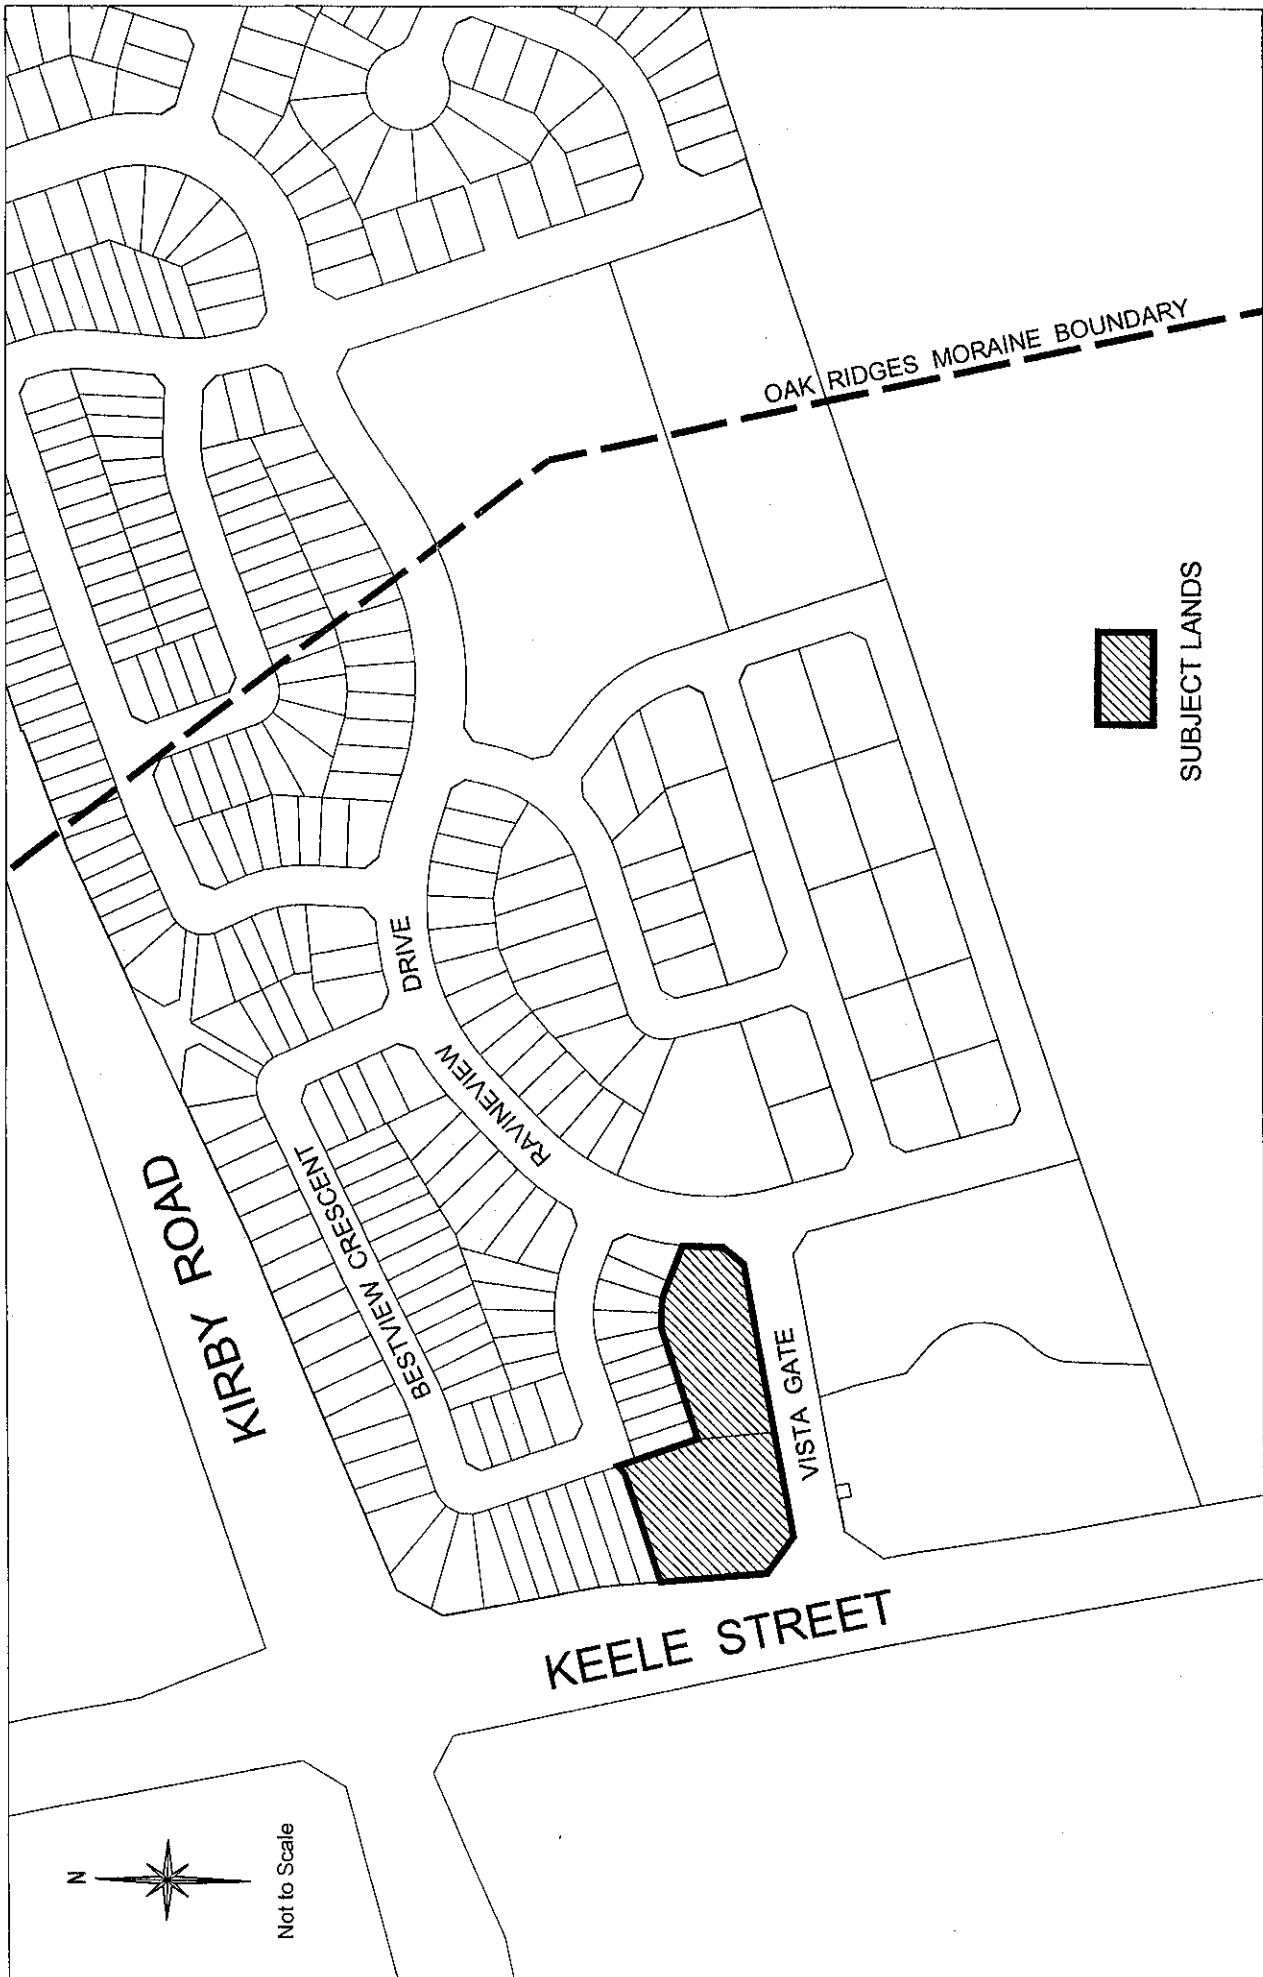 KIRBY ROAD
BESTVIEW CRESCENT
RAVINEVIEW
DRIVE
VISTA GATE
KEELE STREET
OAK RIDGES MORAINE BOUNDARY
SUBJECT LANDS
N
Not to Scale